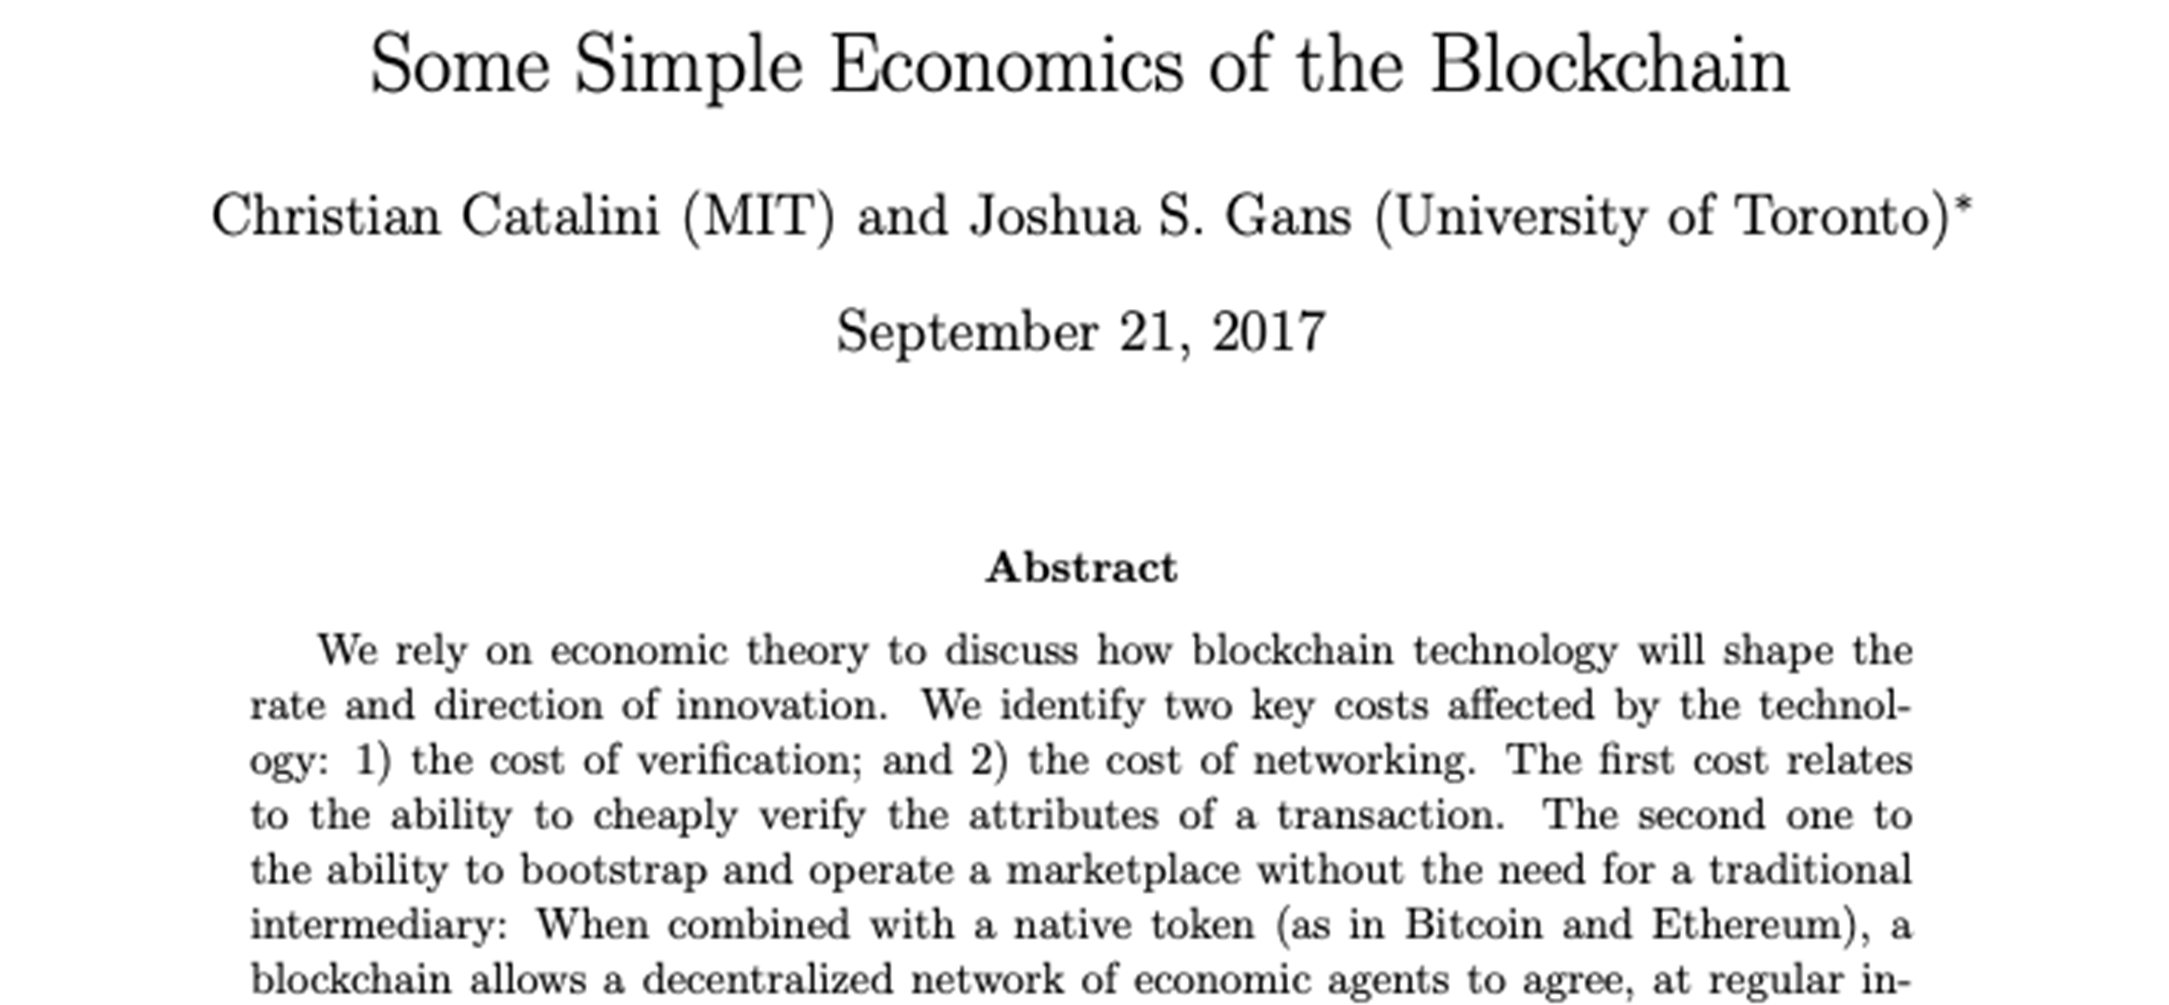 Some Simple Economics of the Blockchain
Christian Catalini (MIT) and Joshua S. Gans (University of Toronto)*
September 21, 2017
Abstract
We rely on economic theory to discuss how blockchain technology will shape the
rate and direction of innovation. We identify two key costs affected by the technol-
ogy: 1) the cost of verification; and 2) the cost of networking. The first cost relates
to the ability to cheaply verify the attributes of a transaction. The second one to
the ability to bootstrap and operate a marketplace without the need for a traditional
intermediary: When combined with a native token (as in Bitcoin and Ethereum), a
blockchain allows a decentralized network of economic agents to agree, at regular in-